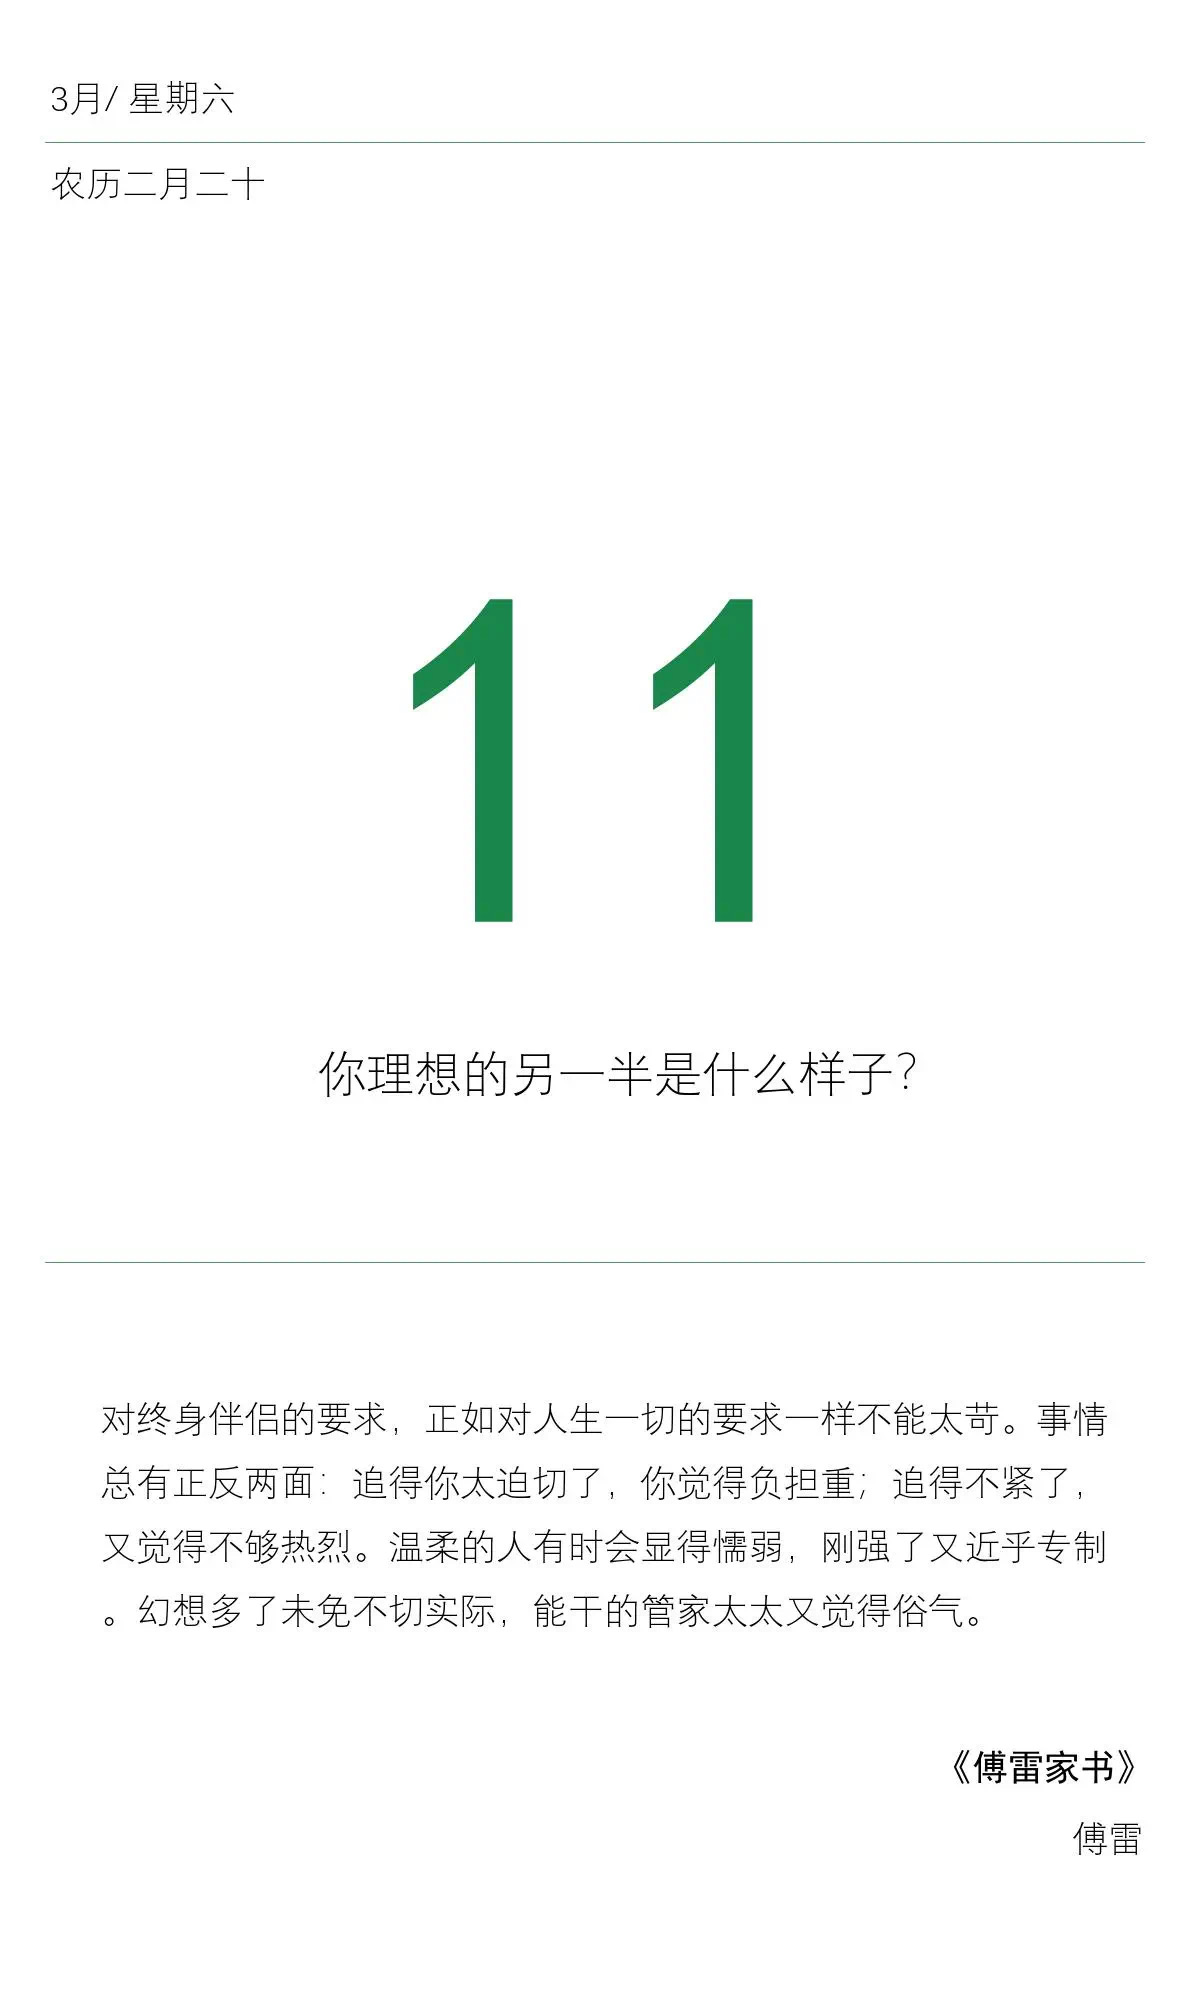 3月/ 星期六
农历二月二十
11
你理想的另一半是什么样子？
对终身伴侣的要求，正如对人生一切的要求一样不能太苛。事情
总有正反两面：追得你太迫切了，你觉得负担重；追得不紧了，
又觉得不够热烈。温柔的人有时会显得懦弱，刚强了又近乎专制
。幻想多了未免不切实际，能干的管家太太又觉得俗气。
《傅雷家书》
傅雷